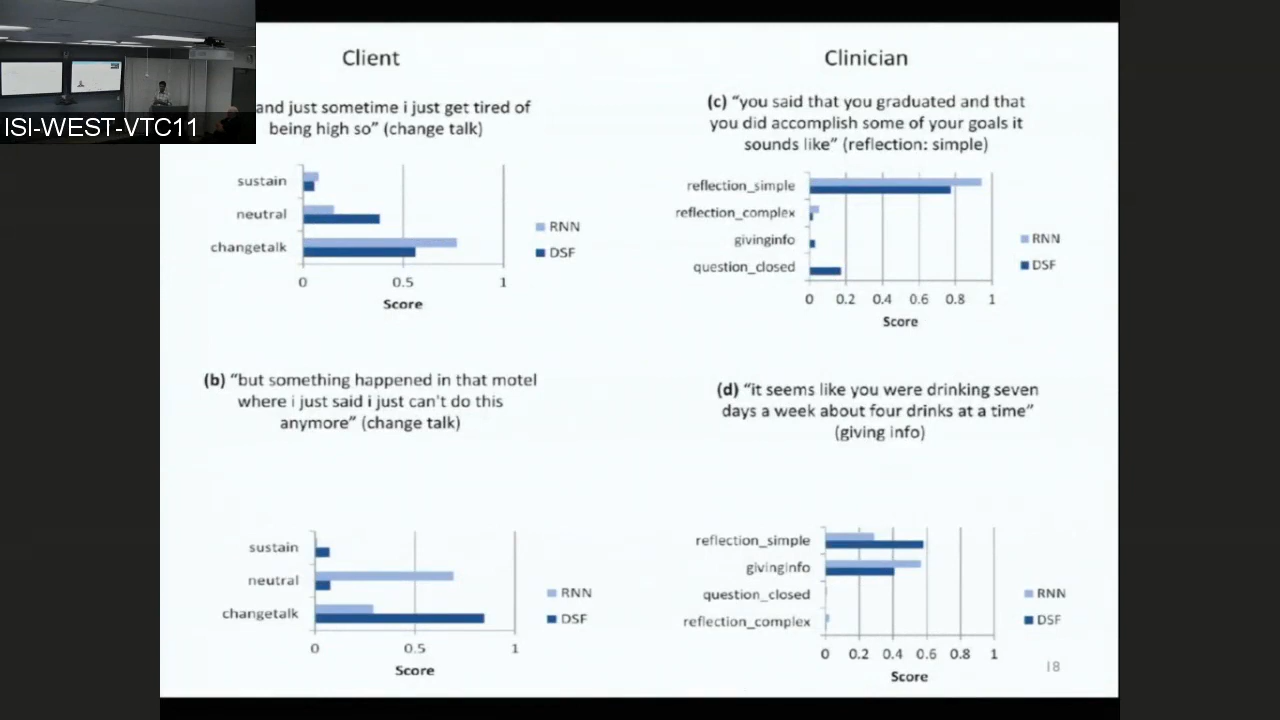 ISI-WEST-VTC11
Client
and just sometime i just get tired of
being high so” (change talk)
sustain
neutral
changetalk
RNN
DSF
0 0.5 1
Score
(b) “but something happened in that motel
where i just said i just can't do this
anymore” (change talk)
sustain
neutral
changetalk
RNN
DSF
0 0.5 1
Score
Clinician
(c) “you said that you graduated and that
you did accomplish some of your goals it
sounds like” (reflection: simple)
reflection_simple
reflection_complex
givinginfo
question_closed
RNN
DSF
0 0.2 0.4 0.6 0.8 1
Score
(d) “it seems like you were drinking seven
days a week about four drinks at a time”
(giving info)
reflection_simple
givinginfo
question_closed
reflection_complex
RNN
DSF
0 0.2 0.4 0.6 0.8 1
Score
18